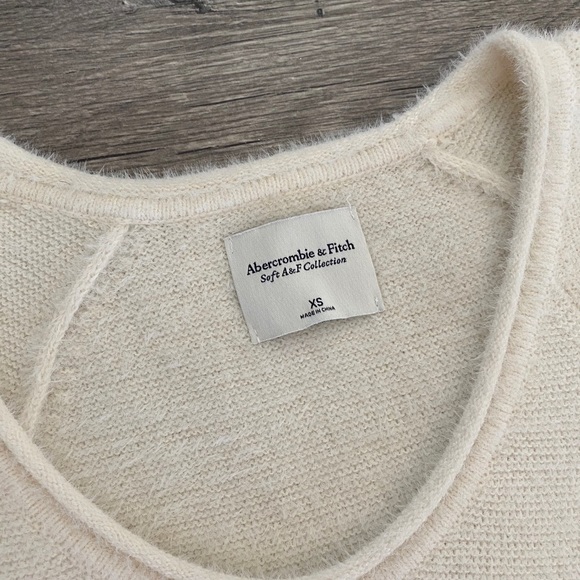 Abercrombie & Fitch
Soft A&F Collection
XS
MADE IN CHINA